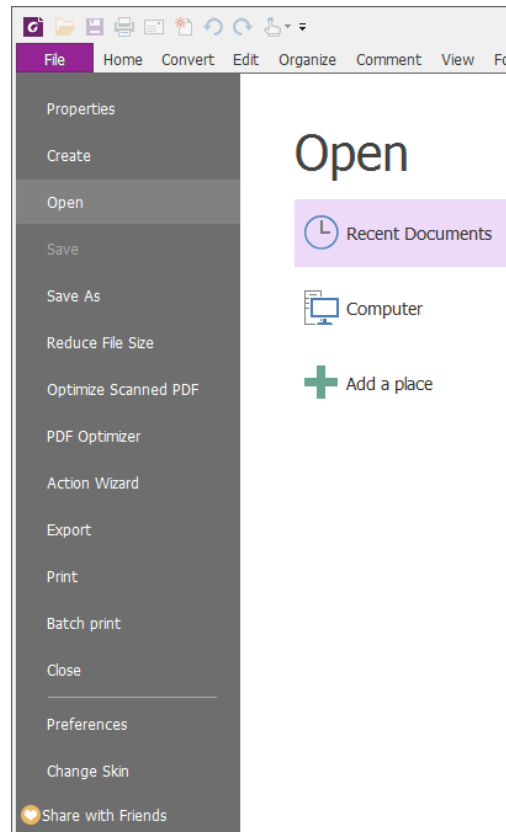 File Home Convert Edit Organize Comment View
Properties
Create
Open
Save
Save As
Reduce File Size
Optimize Scanned PDF
PDF Optimizer
Action Wizard
Export
Print
Batch print
Close
Preferences
Change Skin
Share with Friends
Open
Recent Documents
Computer
Add a place